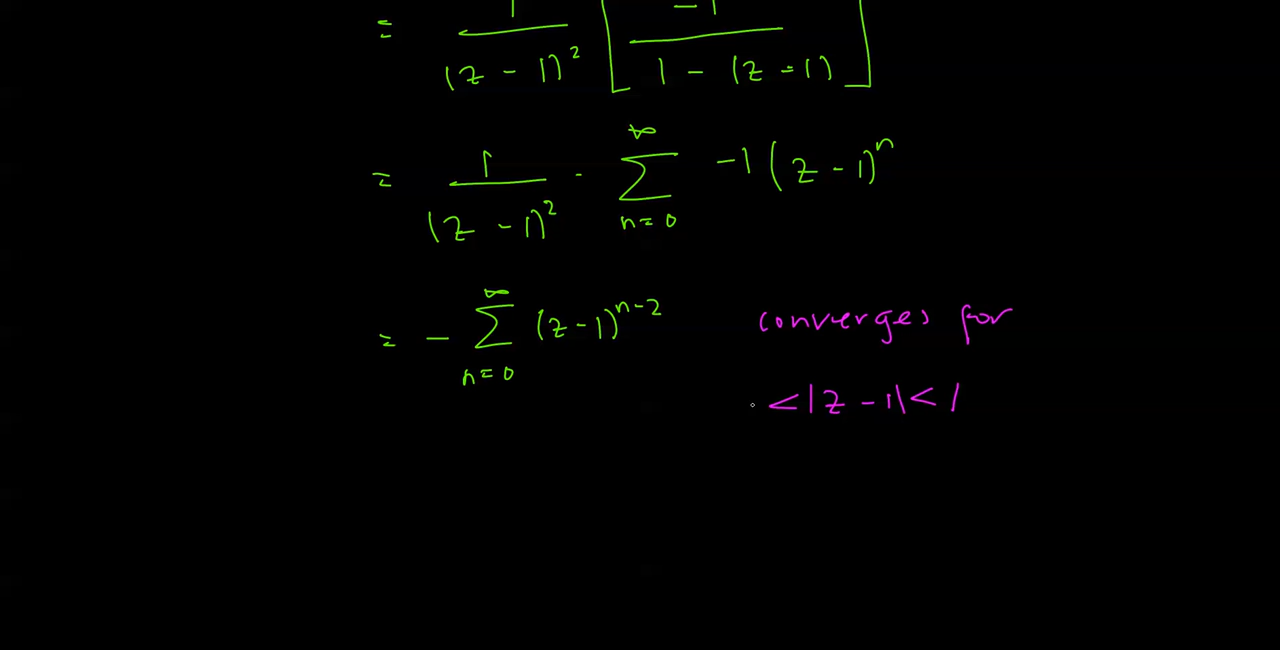 = 1/(z - 1)² [ -1/(1 - (z - 1)) ]
= 1/(z - 1)² · ∑_{n=0}^{∞} -1 (z - 1)^n
= - ∑_{n=0}^{∞} (z - 1)^{n-2} converges for
< |z - 1| < 1